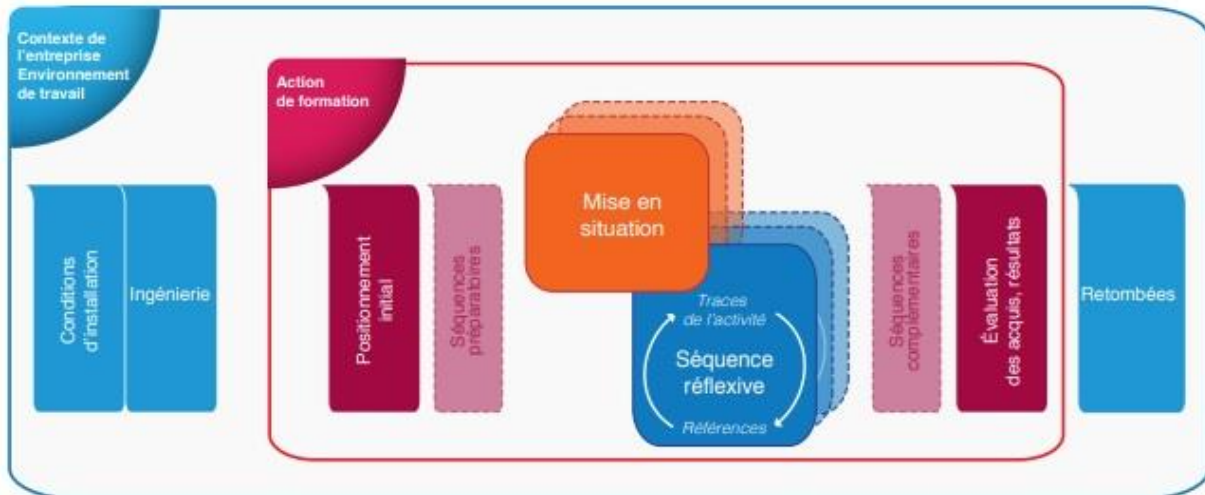 Contexte de
l'entreprise
Environnement
de travail
Action
de formation
Conditions
d'installation
Ingénierie
Positionnement
initial
Séquences
préparatoires
Mise en
situation
Traces
de l'activité
Séquence
réflexive
Références
Séquences
complémentaires
Évaluation
des acquis, résultats
Retombées